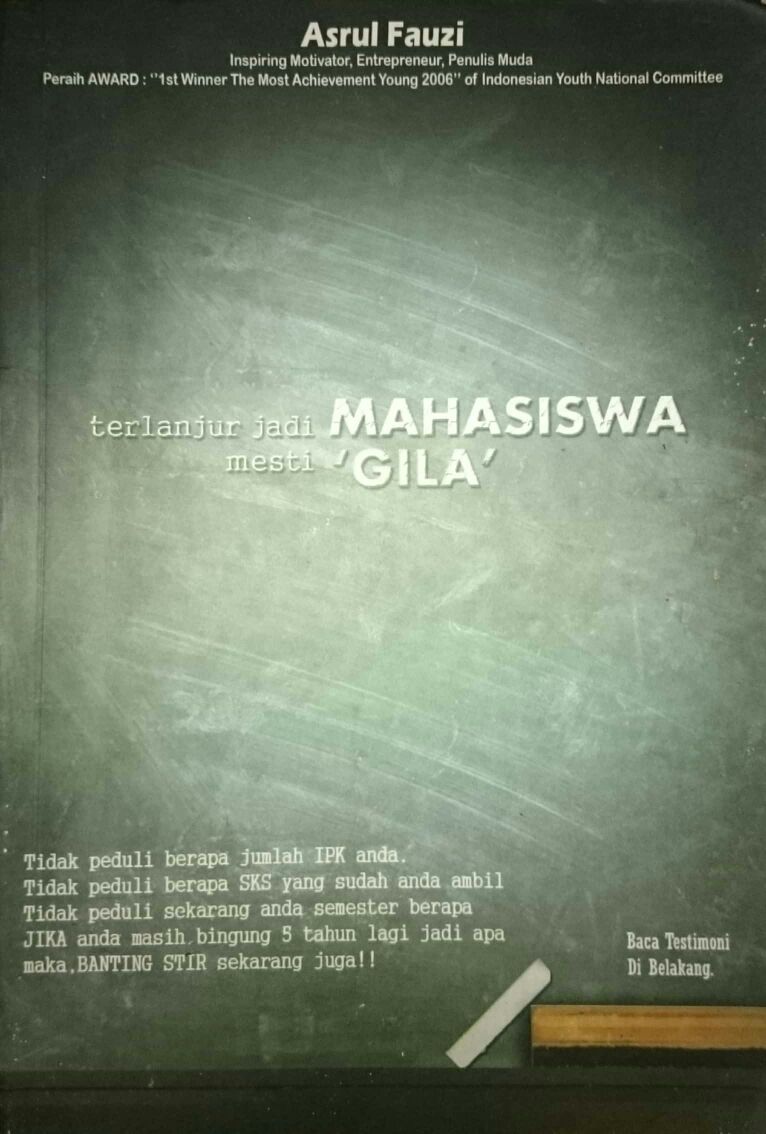 Asrul Fauzi
Inspiring Motivator, Entrepreneur, Penulis Muda
Peraih AWARD : "1st Winner The Most Achievement Young 2006" of Indonesian Youth National Committee
terlanjur jadi MAHASISWA
mesti 'GILA'
Tidak peduli berapa jumlah IPK anda.
Tidak peduli berapa SKS yang sudah anda ambil
Tidak peduli sekarang anda semester berapa
JIKA anda masih bingung 5 tahun lagi jadi apa
maka,BANTING STIR sekarang juga!!
Baca Testimoni
Di Belakang.